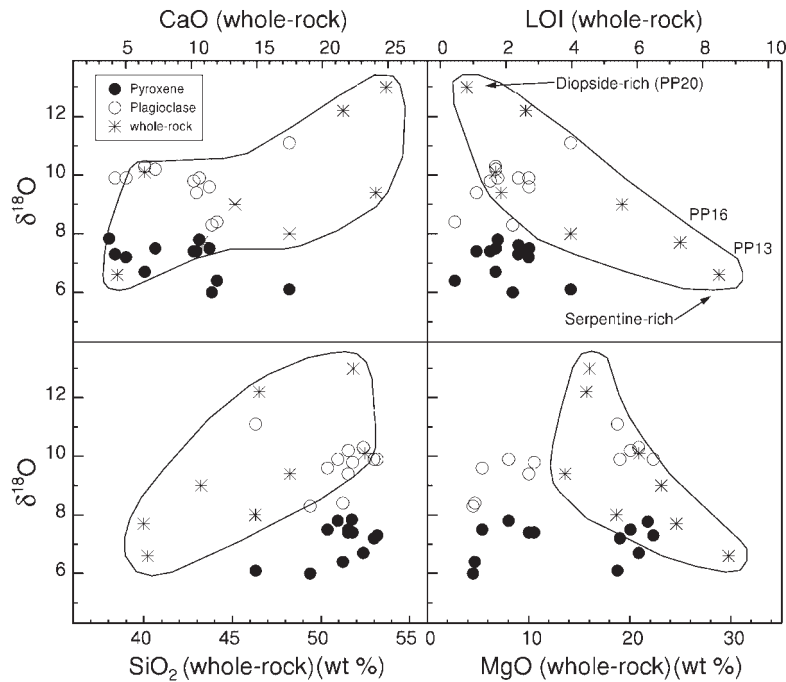 CaO (whole-rock)
LOI (whole-rock)
5 10 15 20 25
0 2 4 6 8 10
Pyroxene
Plagioclase
whole-rock
Diopside-rich (PP20)
PP16
PP13
Serpentine-rich
δ¹⁸O
12
10
8
6
δ¹⁸O
12
10
8
6
40 45 50 55
0 10 20 30
SiO₂ (whole-rock)(wt %)
MgO (whole-rock)(wt %)